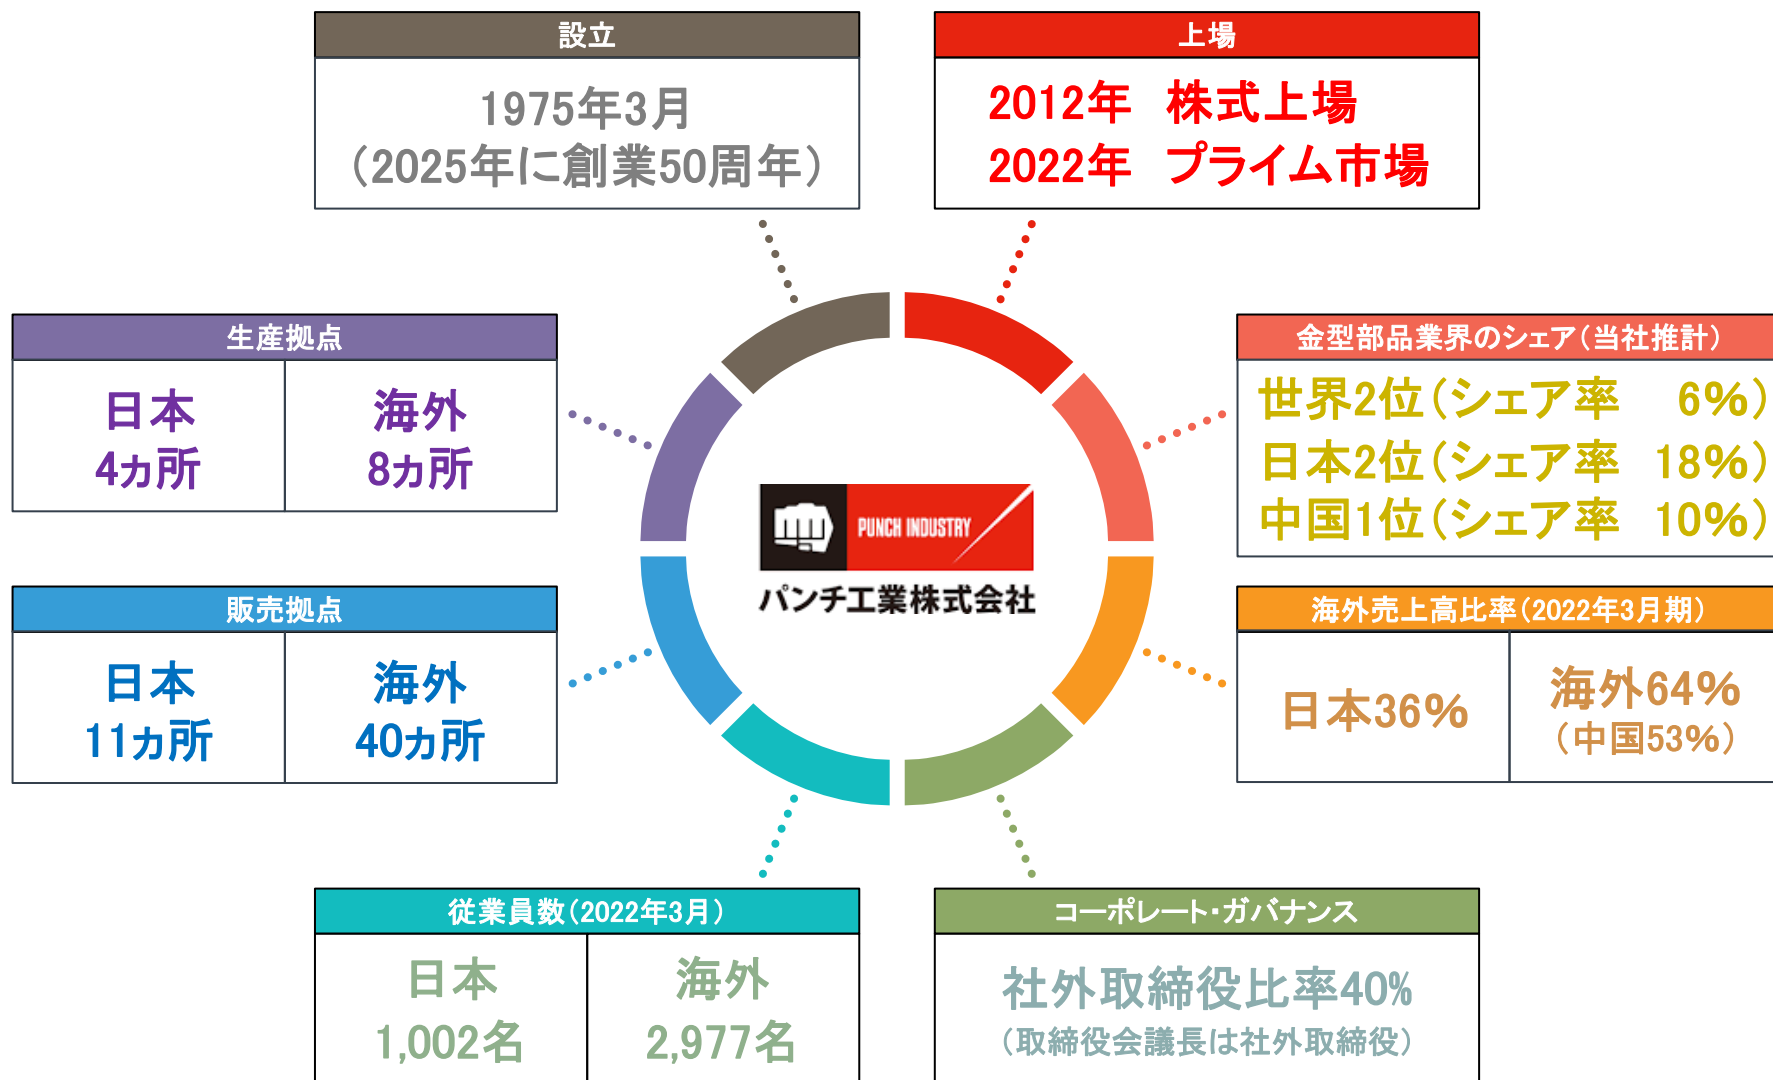 設立
1975年3月
（2025年に創業50周年）
上場
2012年　株式上場
2022年　プライム市場
生産拠点
日本
4ヵ所
海外
8ヵ所
金型部品業界のシェア（当社推計）
世界2位（シェア率　6％）
日本2位（シェア率　18％）
中国1位（シェア率　10％）
PUNCH INDUSTRY
パンチ工業株式会社
販売拠点
日本
11ヵ所
海外
40ヵ所
海外売上高比率（2022年3月期）
日本36％
海外64％
（中国53％）
従業員数（2022年3月）
日本
1,002名
海外
2,977名
コーポレート・ガバナンス
社外取締役比率40%
（取締役会議長は社外取締役）